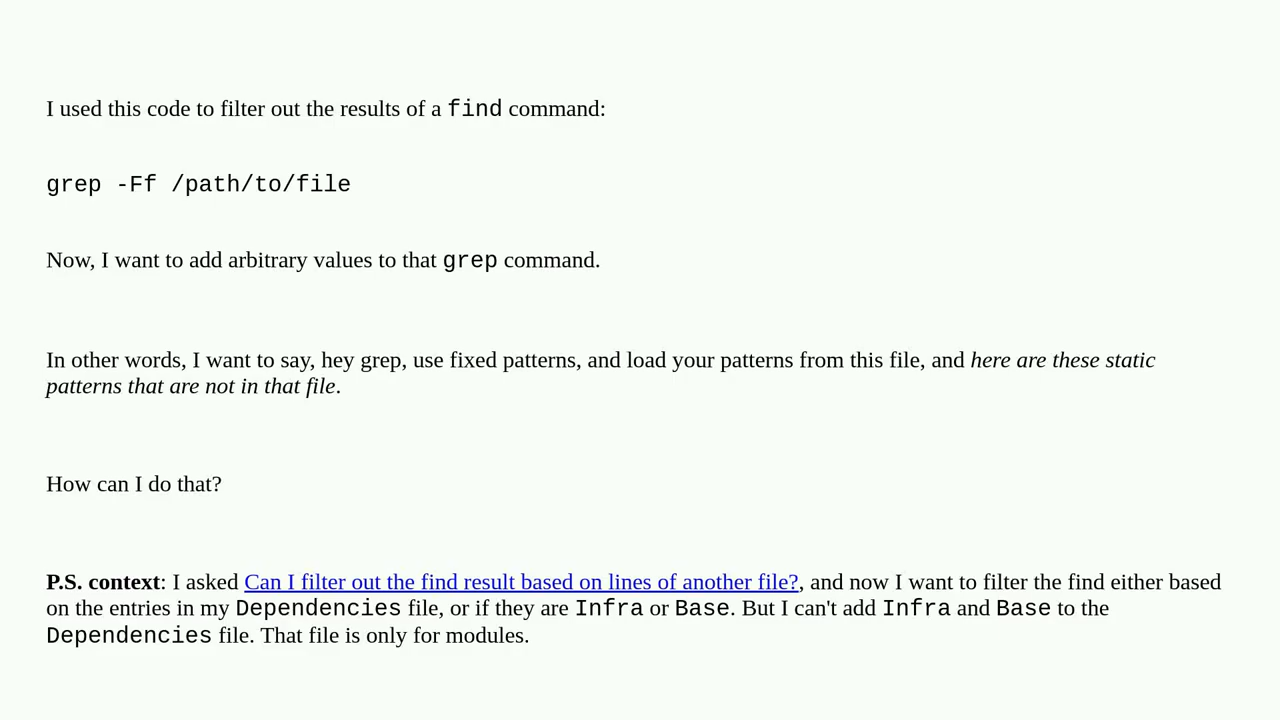 I used this code to filter out the results of a find command:
grep -Ff /path/to/file
Now, I want to add arbitrary values to that grep command.
In other words, I want to say, hey grep, use fixed patterns, and load your patterns from this file, and here are these static
patterns that are not in that file.
How can I do that?
P.S. context: I asked Can I filter out the find result based on lines of another file?, and now I want to filter the find either based
on the entries in my Dependencies file, or if they are Infra or Base. But I can't add Infra and Base to the
Dependencies file. That file is only for modules.